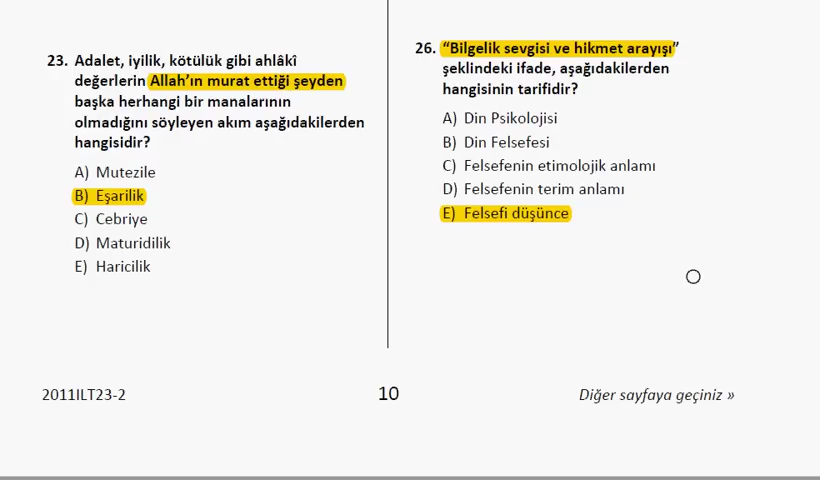 23. Adalet, iyilik, kötülük gibi ahlâkî
değerlerin Allah'ın murat ettiği şeyden
başka herhangi bir manalarının
olmadığını söyleyen akım aşağıdakilerden
hangisidir?
A) Mutezile
B) Eşarilik
C) Cebriye
D) Maturidilik
E) Haricilik
26. “Bilgelik sevgisi ve hikmet arayışı”
şeklindeki ifade, aşağıdakilerden
hangisinin tarifidir?
A) Din Psikolojisi
B) Din Felsefesi
C) Felsefenin etimolojik anlamı
D) Felsefenin terim anlamı
E) Felsefi düşünce
2011ILT23-2
10
Diğer sayfaya geçiniz »